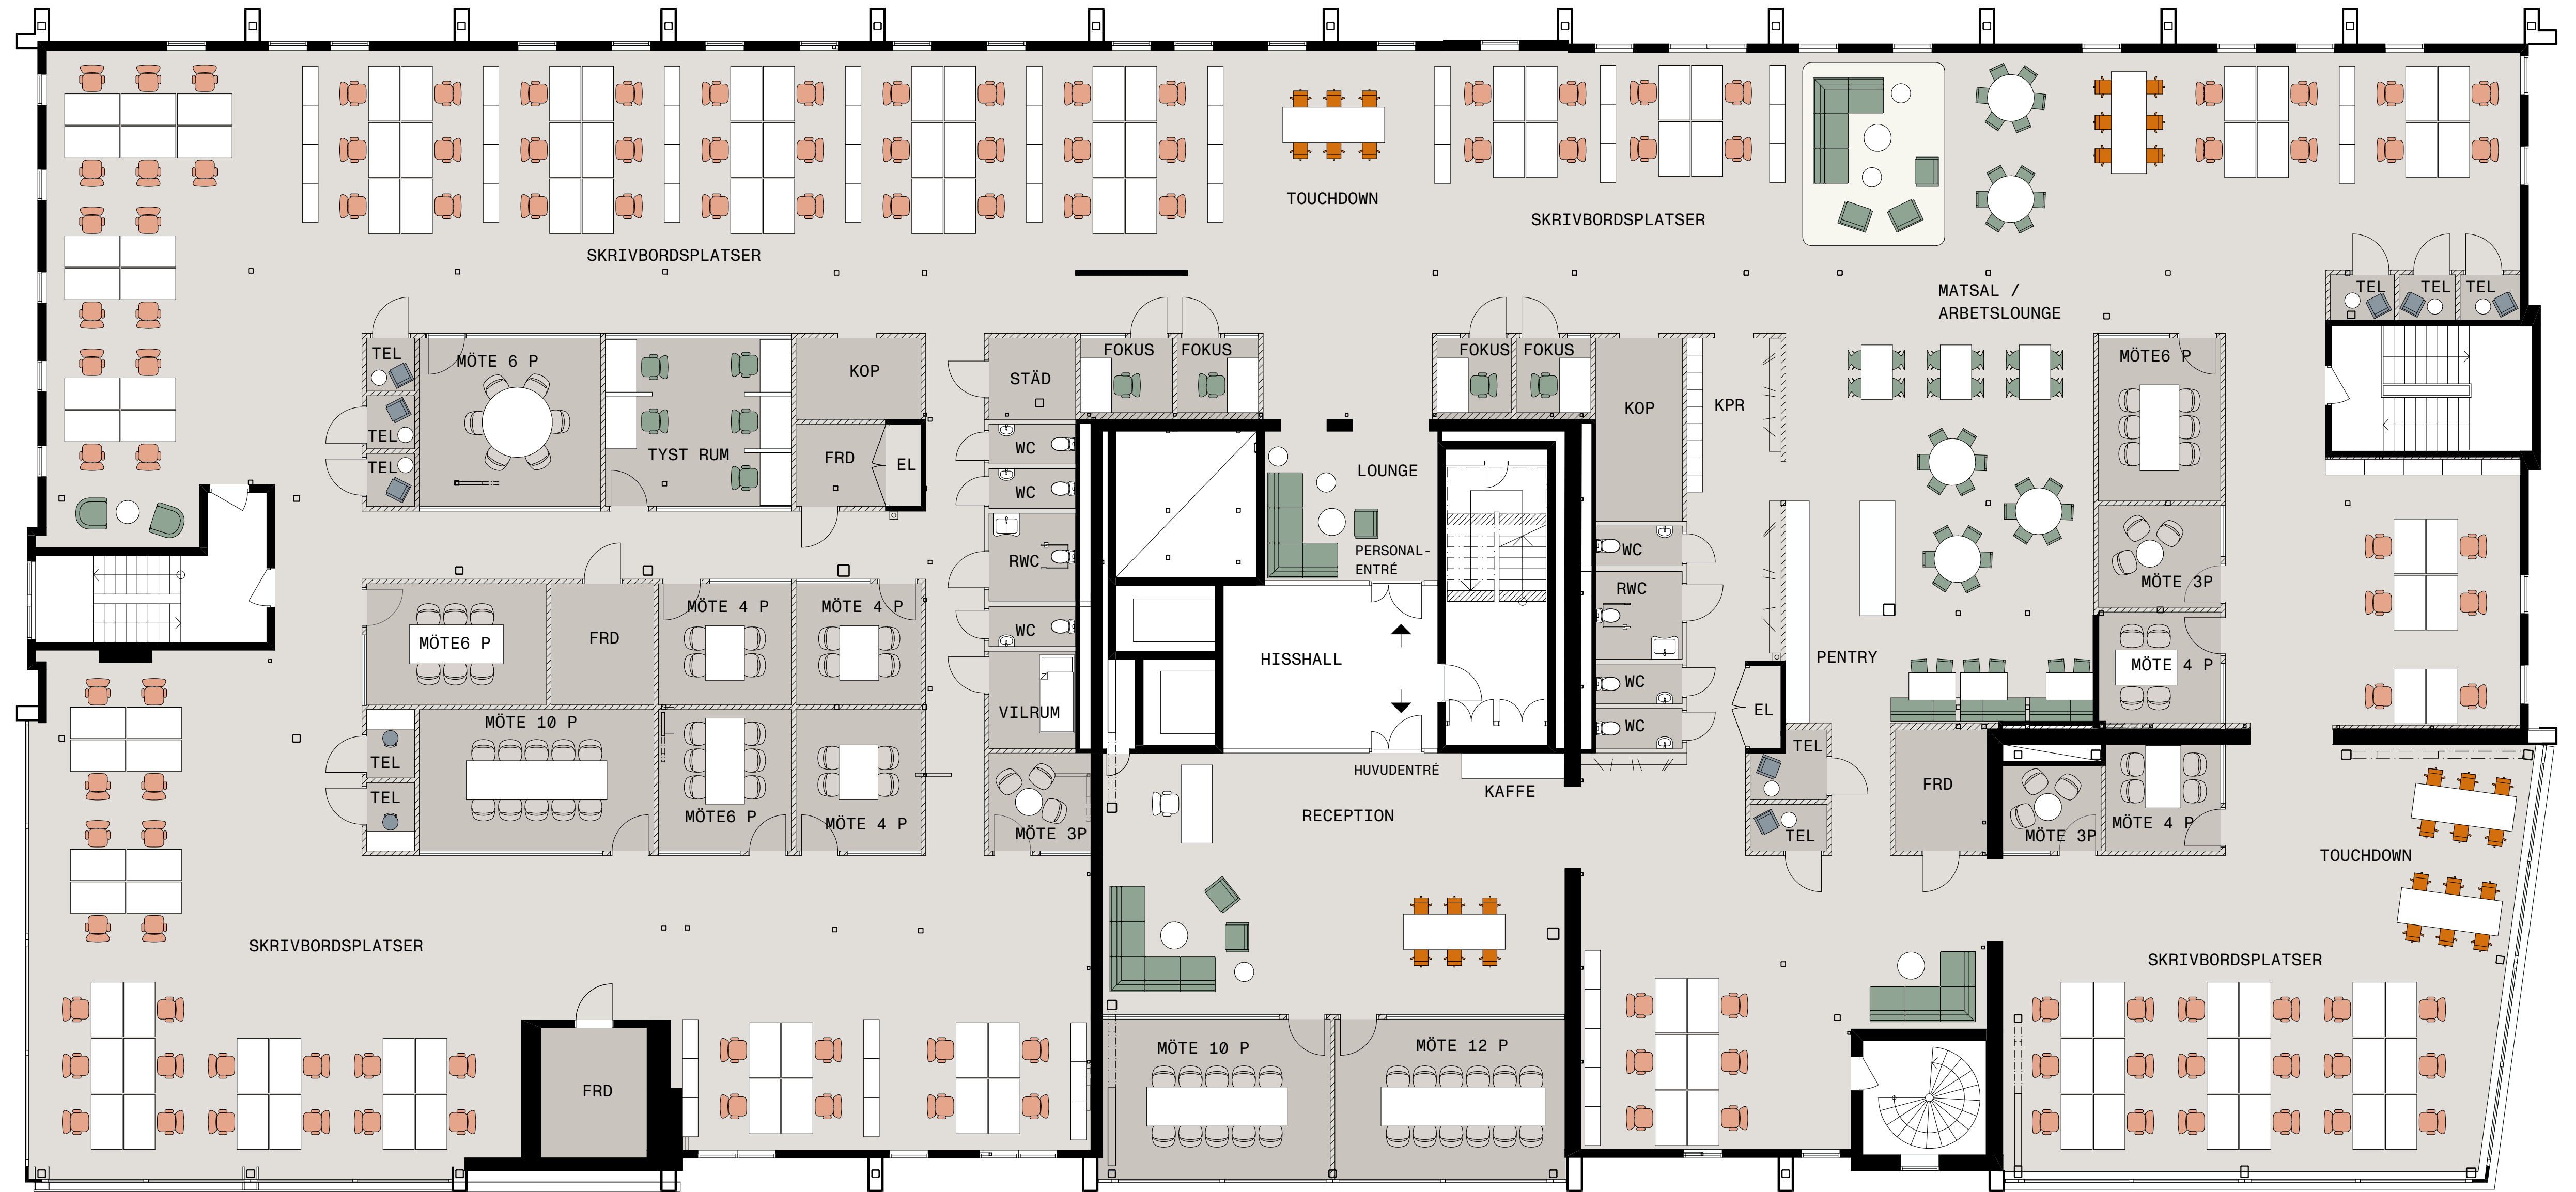 TOUCHDOWN
SKRIVBORDSPLATSER
SKRIVBORDSPLATSER
MATSAL /
ARBETSLOUNGE
TEL
TEL
TEL
TEL
MÖTE 6 P
KOP
STÄD
FOKUS
FOKUS
FOKUS
FOKUS
KOP
KPR
MÖTE6 P
TEL
TEL
TYST RUM
FRD
EL
WC
WC
LOUNGE
RWC
PERSONAL-
ENTRÉ
WC
RWC
MÖTE 3P
MÖTE6 P
FRD
MÖTE 4 P
MÖTE 4 P
WC
HISSHALL
WC
PENTRY
MÖTE 4 P
VILRUM
WC
EL
MÖTE 10 P
TEL
TEL
MÖTE6 P
MÖTE 4 P
MÖTE 3P
HUVUDENTRÉ
KAFFE
RECEPTION
TEL
TEL
FRD
MÖTE 3P
MÖTE 4 P
TOUCHDOWN
SKRIVBORDSPLATSER
SKRIVBORDSPLATSER
FRD
MÖTE 10 P
MÖTE 12 P